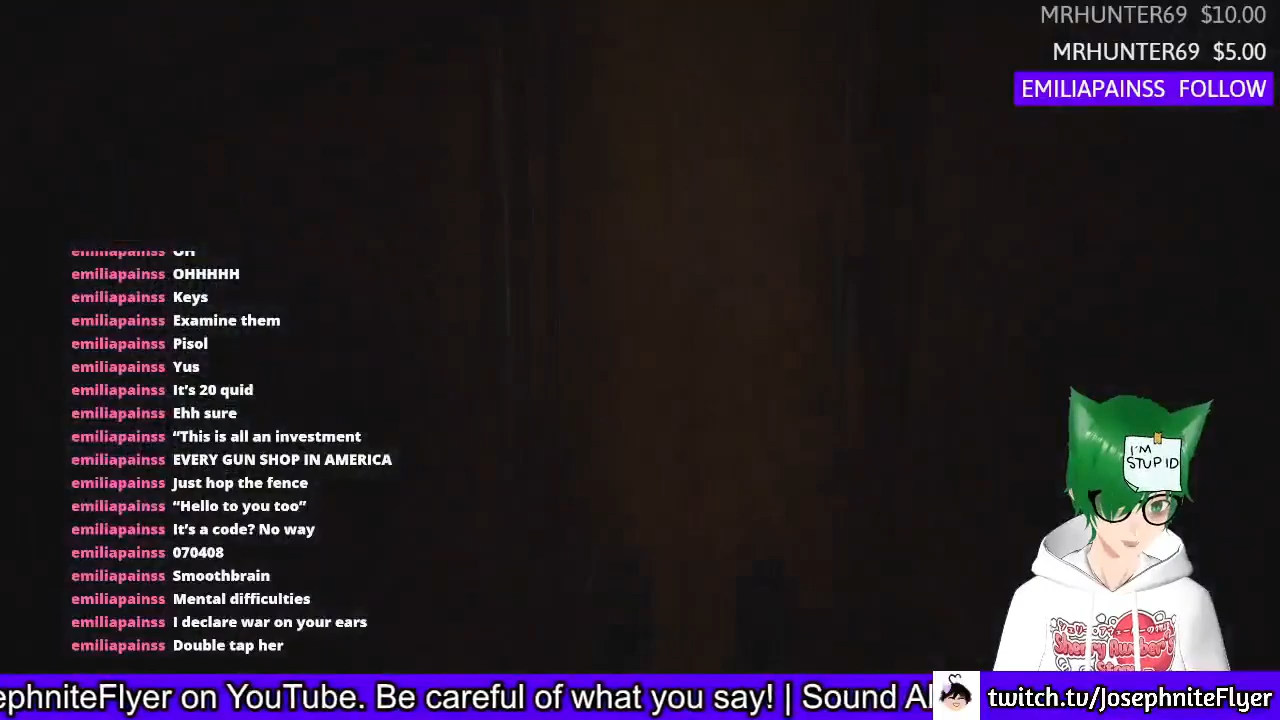 MRHUNTER69 $10.00
MRHUNTER69 $5.00
EMILIAPAINSS FOLLOW
emiliapainss OH
emiliapainss OHHHHH
emiliapainss Keys
emiliapainss Examine them
emiliapainss Pisol
emiliapainss Yus
emiliapainss It’s 20 quid
emiliapainss Ehh sure
emiliapainss “This is all an investment
emiliapainss EVERY GUN SHOP IN AMERICA
emiliapainss Just hop the fence
emiliapainss “Hello to you too”
emiliapainss It’s a code? No way
emiliapainss 070408
emiliapainss Smoothbrain
emiliapainss Mental difficulties
emiliapainss I declare war on your ears
emiliapainss Double tap her
I'M
STUPID
ephniteFlyer on YouTube. Be careful of what you say! | Sound Al
twitch.tv/JosephniteFlyer